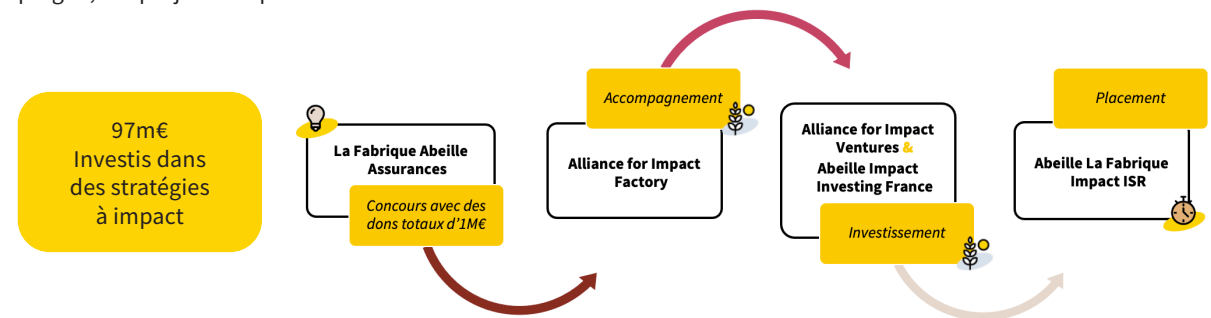 97m€
Investis dans
des stratégies
à impact
La Fabrique Abeille
Assurances
Concours avec des
dons totaux d'1M€
Accompagnement
Alliance for Impact
Factory
Alliance for Impact
Ventures &
Abeille Impact
Investing France
Investissement
Placement
Abeille La Fabrique
Impact ISR